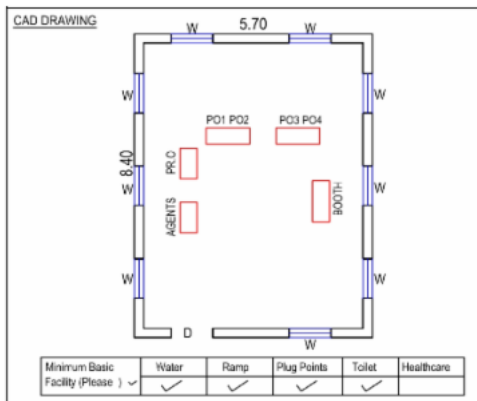 CAD DRAWING
W 5.70 W
W W
PO1 PO2 PO3 PO4
8.40
PR.O
W W
AGENTS BOOTH
W W
D W
Minimum Basic Facility (Please ✓) Water Ramp Plug Points Toilet Healthcare
✓ ✓ ✓ ✓